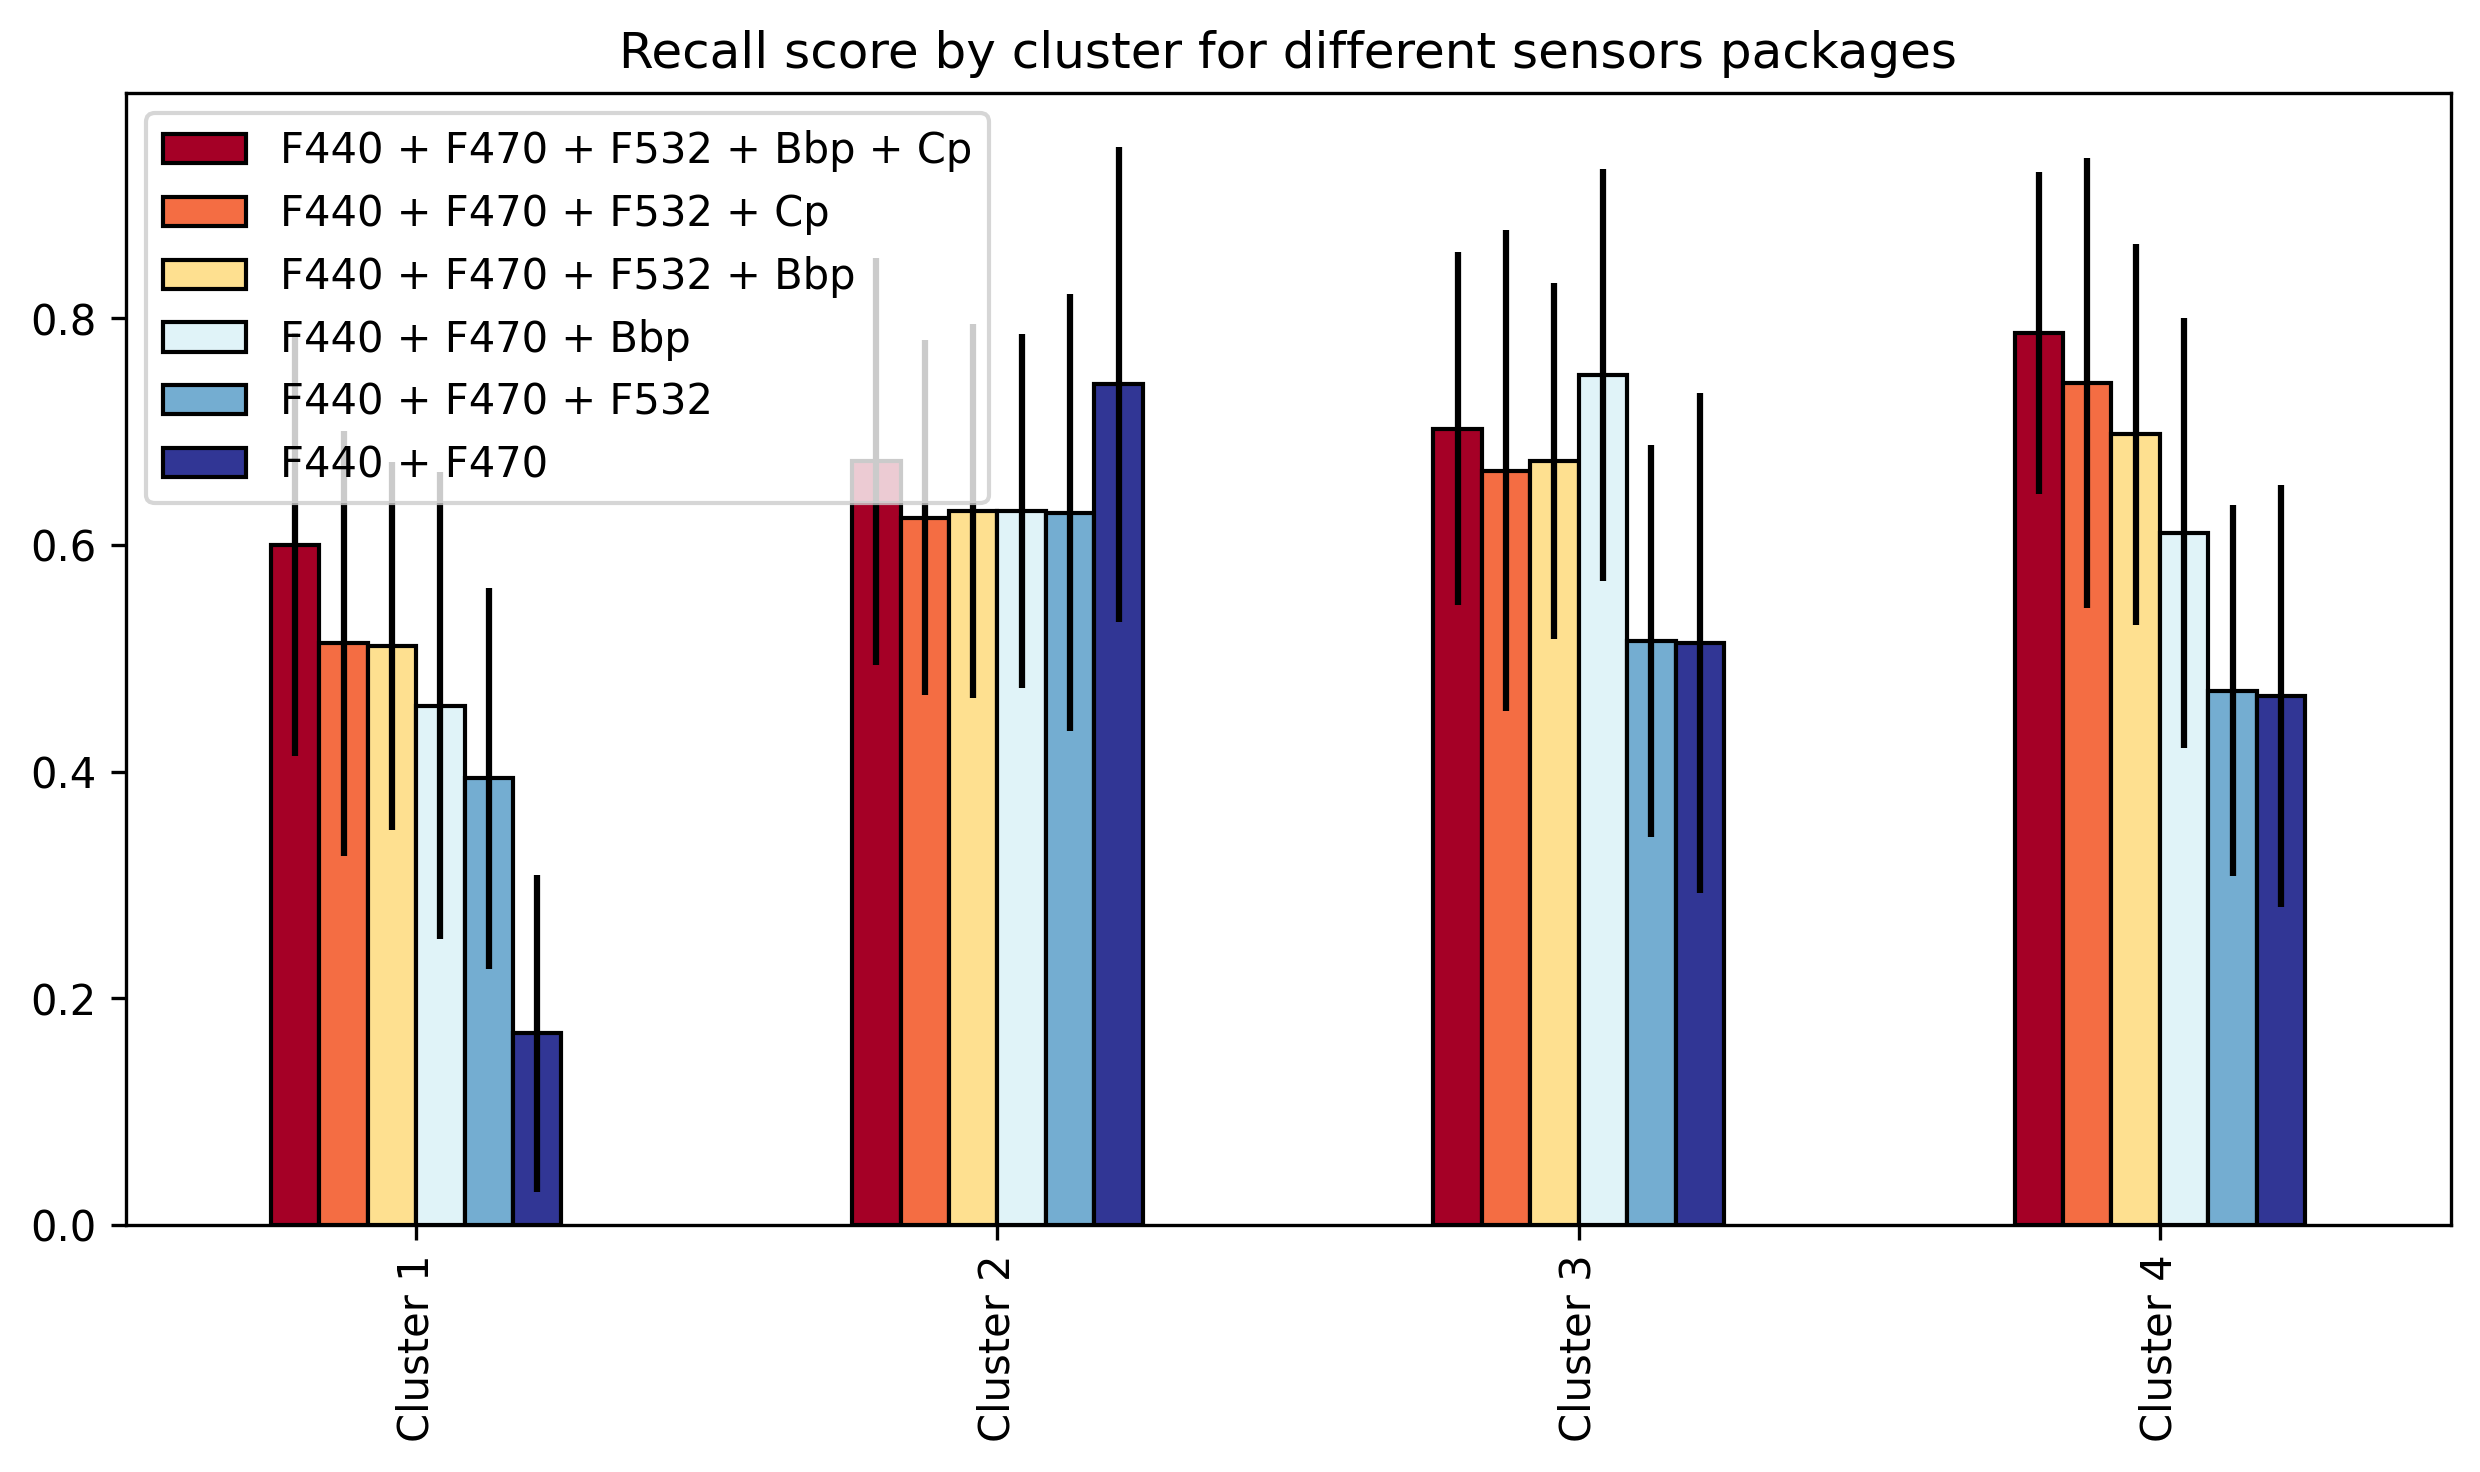 Recall score by cluster for different sensors packages
F440 + F470 + F532 + Bbp + Cp
F440 + F470 + F532 + Cp
F440 + F470 + F532 + Bbp
F440 + F470 + Bbp
F440 + F470 + F532
F440 + F470
0.8
0.6
0.4
0.2
0.0
Cluster 1
Cluster 2
Cluster 3
Cluster 4